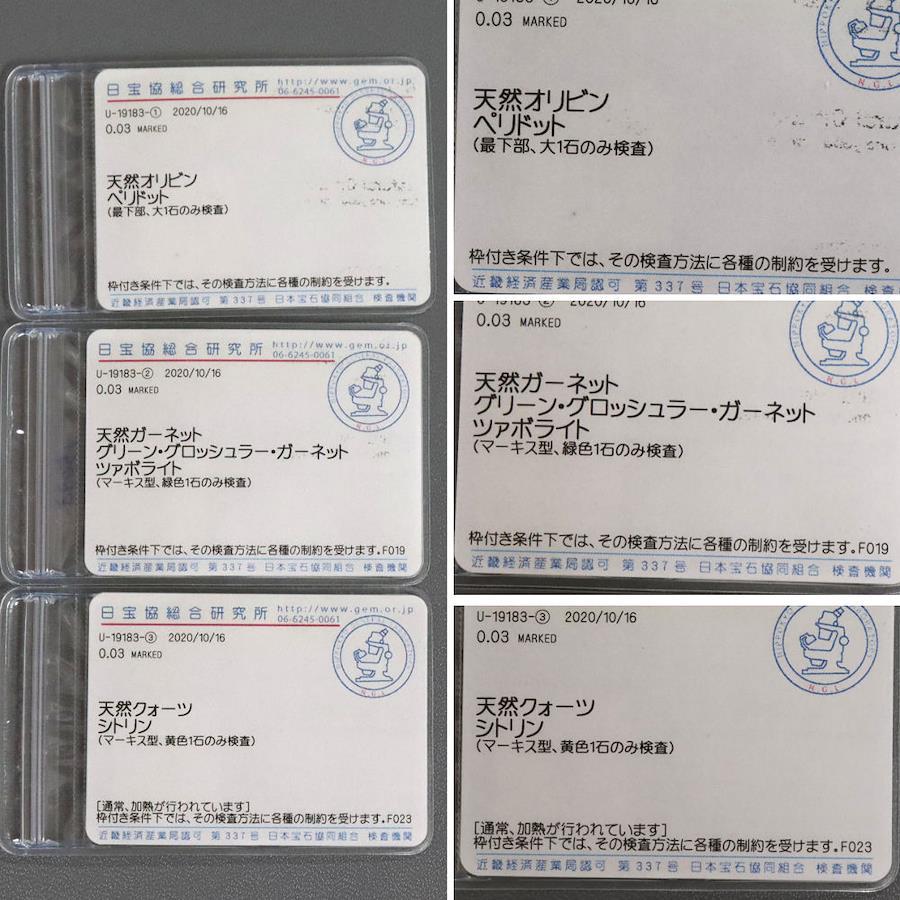 日宝協総合研究所
http://www.gem.or.jp
06-6245-0061
U-19183-① 2020/10/16
0.03 MARKED
天然オリビン
ペリドット
(最下部、大1石のみ検査)
枠付き条件下では、その検査方法に各種の制約を受けます。
近畿経済産業局認可 第337号 日本宝石協同組合 検査機関
日宝協総合研究所
http://www.gem.or.jp
06-6245-0061
U-19183-② 2020/10/16
0.03 MARKED
天然ガーネット
グリーン・グロッシュラー・ガーネット
ツァボライト
(マーキス型、緑色1石のみ検査)
枠付き条件下では、その検査方法に各種の制約を受けます。F019
近畿経済産業局認可 第337号 日本宝石協同組合 検査機関
日宝協総合研究所
http://www.gem.or.jp
06-6245-0061
U-19183-③ 2020/10/16
0.03 MARKED
N.G.L
天然クォーツ
シトリン
(マーキス型、黄色1石のみ検査)
[通常、加熱が行われています]
枠付き条件下では、その検査方法に各種の制約を受けます。F023
近畿経済産業局認可 第337号 日本宝石協同組合 検査機関
0.03 MARKED
N.G.L
天然オリビン
ペリドット
(最下部、大1石のみ検査)
枠付き条件下では、その検査方法に各種の制約を受けます。
近畿経済産業局認可 第337号 日本宝石協同組合 検査
0.03 MARKED
N.G.L
天然ガーネット
グリーン・グロッシュラー・ガーネット
ツァボライト
(マーキス型、緑色1石のみ検査)
枠付き条件下では、その検査方法に各種の制約を受けます。F019
近畿経済産業局認可 第337号 日本宝石協同組合 検査機関
U-19183-③ 2020/10/16
0.03 MARKED
N.G.L
天然クォーツ
シトリン
(マーキス型、黄色1石のみ検査)
[通常、加熱が行われています]
枠付き条件下では、その検査方法に各種の制約を受けます。F023
近畿経済産業局認可 第337号 日本宝石協同組合 検査機関